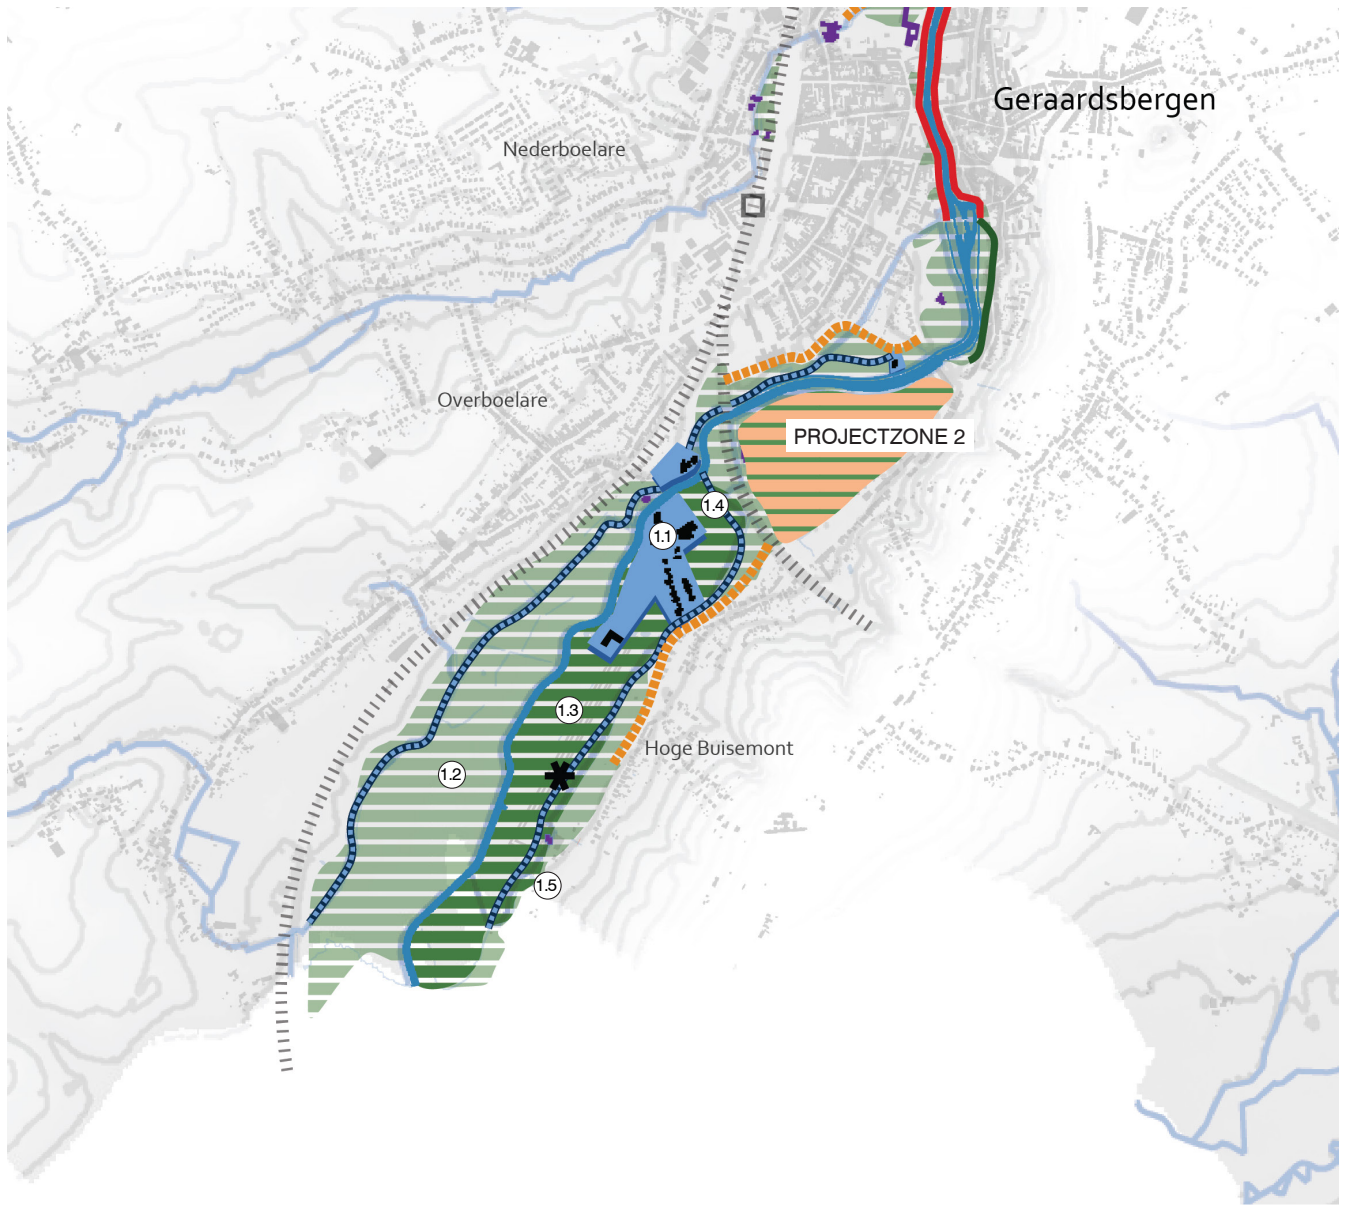 Geraardsbergen
Nederboelare
Overboelare
PROJECTZONE 2
1.4
1.1
1.3
Hoge Buisemont
1.2
1.5